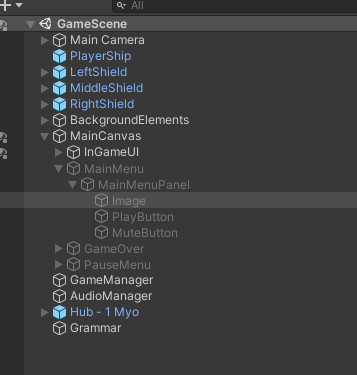 All
GameScene
Main Camera
PlayerShip
LeftShield
MiddleShield
RightShield
BackgroundElements
MainCanvas
InGameUI
MainMenu
MainMenuPanel
Image
PlayButton
MuteButton
GameOver
PauseMenu
GameManager
AudioManager
Hub - 1 Myo
Grammar